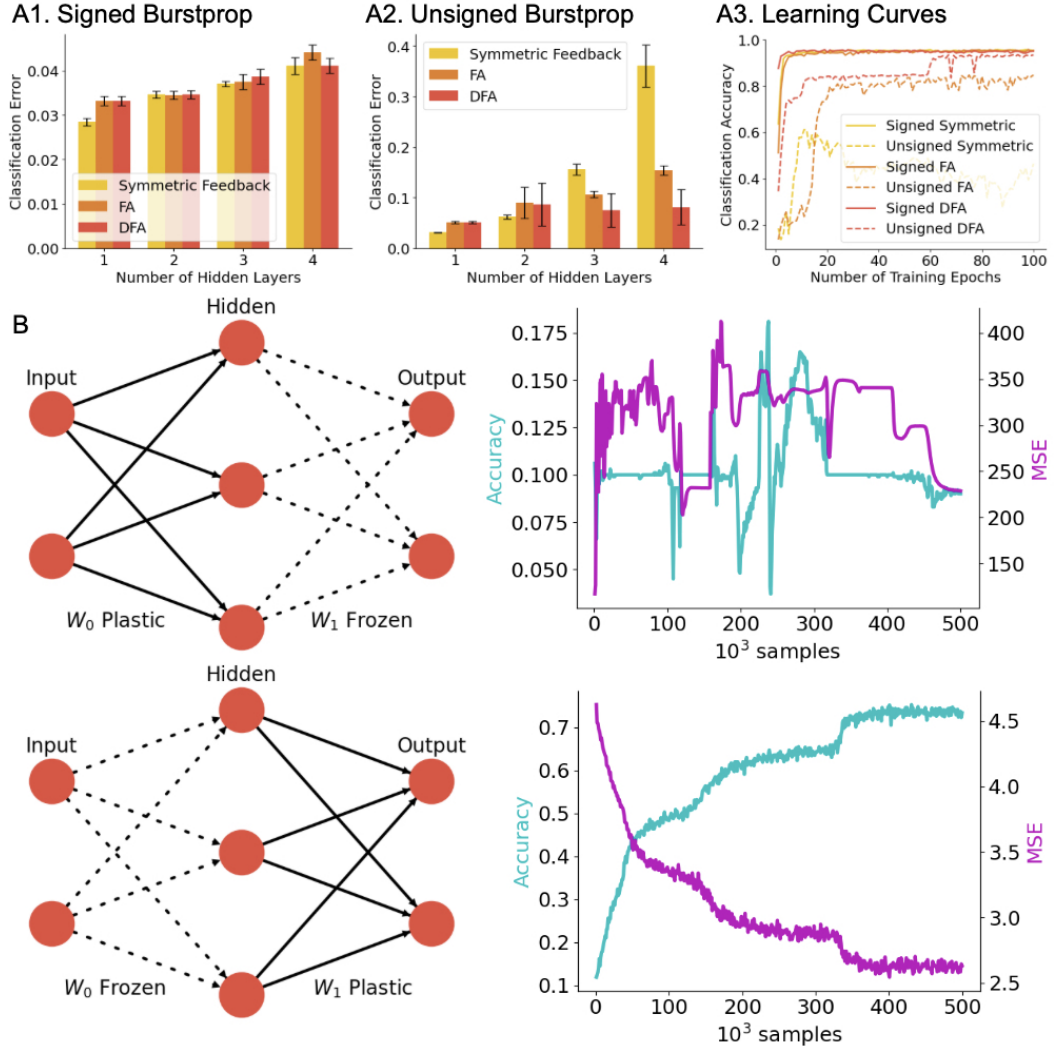 A1. Signed Burstprop
Classification Error
0.04
0.03
0.02
0.01
0.00
Symmetric Feedback
FA
DFA
1 2 3 4
Number of Hidden Layers
A2. Unsigned Burstprop
Classification Error
0.4
0.3
0.2
0.1
0.0
Symmetric Feedback
FA
DFA
1 2 3 4
Number of Hidden Layers
A3. Learning Curves
Classification Accuracy
1.0
0.8
0.6
0.4
0.2
Signed Symmetric
Unsigned Symmetric
Signed FA
Unsigned FA
Signed DFA
Unsigned DFA
0 20 40 60 80 100
Number of Training Epochs
B
Hidden
Input
Output
W0 Plastic
W1 Frozen
Accuracy
0.175
0.150
0.125
0.100
0.075
0.050
400
350
300
250
200
150
MSE
0 100 200 300 400 500
10³ samples
Hidden
Input
Output
W0 Frozen
W1 Plastic
Accuracy
0.7
0.6
0.5
0.4
0.3
0.2
0.1
4.5
4.0
3.5
3.0
2.5
MSE
0 100 200 300 400 500
10³ samples